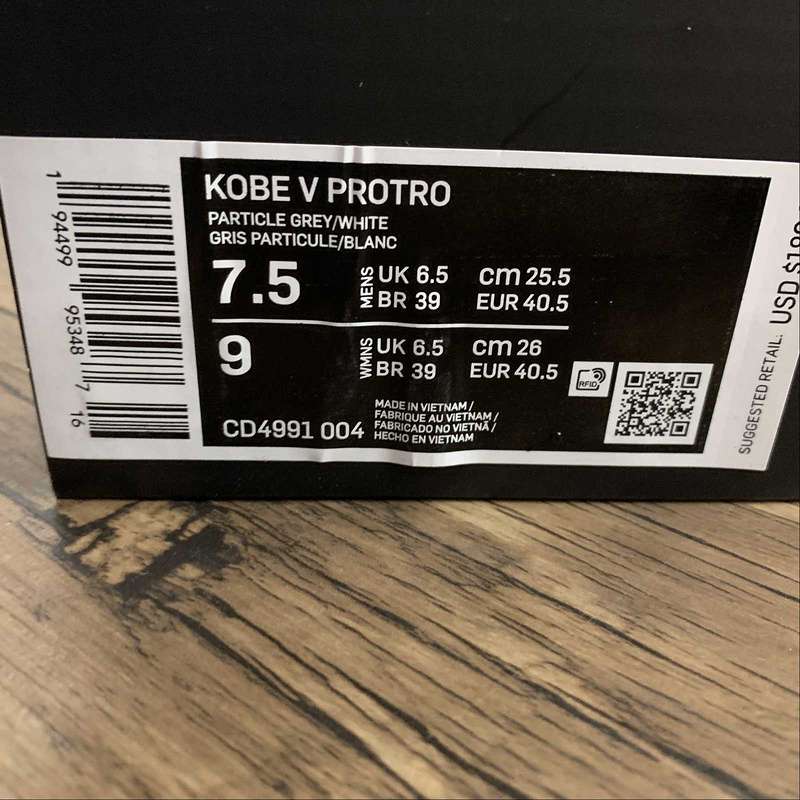 KOBE V PROTRO
PARTICLE GREY/WHITE
GRIS PARTICULE/BLANC
7.5
MENS
UK 6.5
cm 25.5
BR 39
EUR 40.5
9
WMNS
UK 6.5
cm 26
BR 39
EUR 40.5
CD4991 004
MADE IN VIETNAM /
FABRIQUE AU VIETNAM /
FABRICADO NO VIETNÃ /
HECHO EN VIETNAM
RFID
1 94499 95348 7 16
SUGGESTED RETAIL: USD